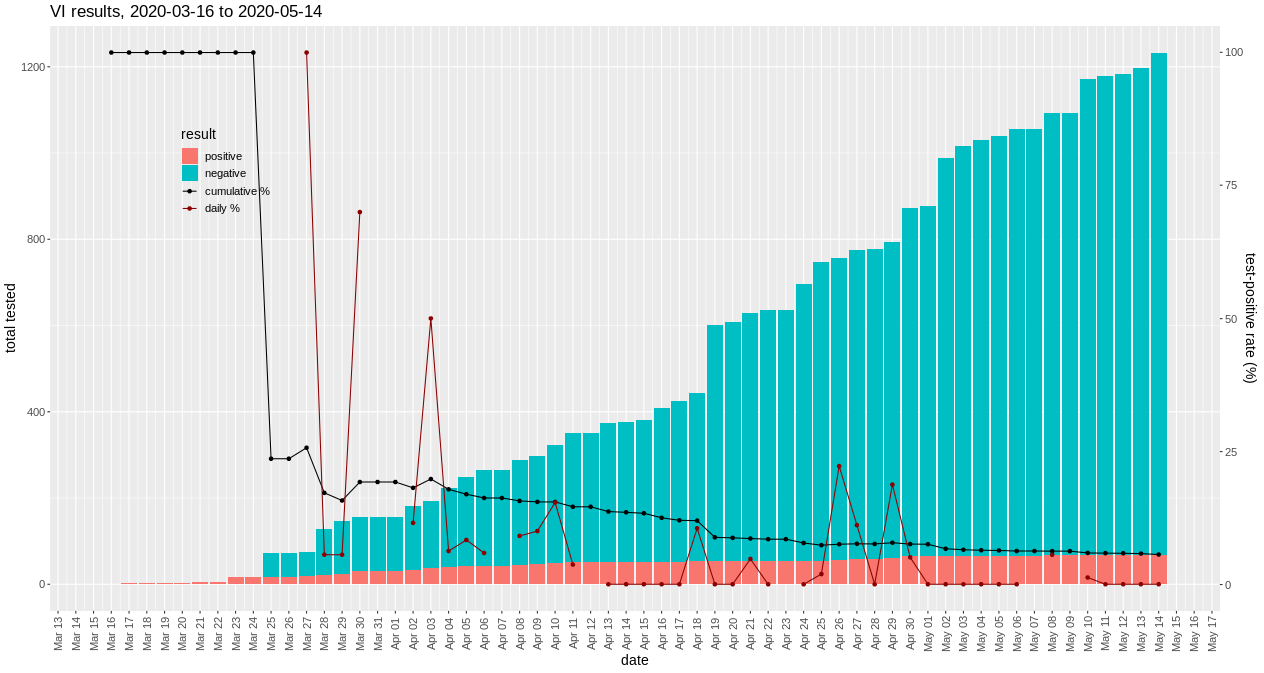 VI results, 2020-03-16 to 2020-05-14
total tested
1200
800
400
0
result
positive
negative
cumulative %
daily %
100
75
50
25
0
test-positive rate (%)
Mar 13
Mar 14
Mar 15
Mar 16
Mar 17
Mar 18
Mar 19
Mar 20
Mar 21
Mar 22
Mar 23
Mar 24
Mar 25
Mar 26
Mar 27
Mar 28
Mar 29
Mar 30
Mar 31
Apr 01
Apr 02
Apr 03
Apr 04
Apr 05
Apr 06
Apr 07
Apr 08
Apr 09
Apr 10
Apr 11
Apr 12
Apr 13
Apr 14
Apr 15
Apr 16
Apr 17
Apr 18
Apr 19
Apr 20
Apr 21
Apr 22
Apr 23
Apr 24
Apr 25
Apr 26
Apr 27
Apr 28
Apr 29
Apr 30
May 01
May 02
May 03
May 04
May 05
May 06
May 07
May 08
May 09
May 10
May 11
May 12
May 13
May 14
May 15
May 16
May 17
date